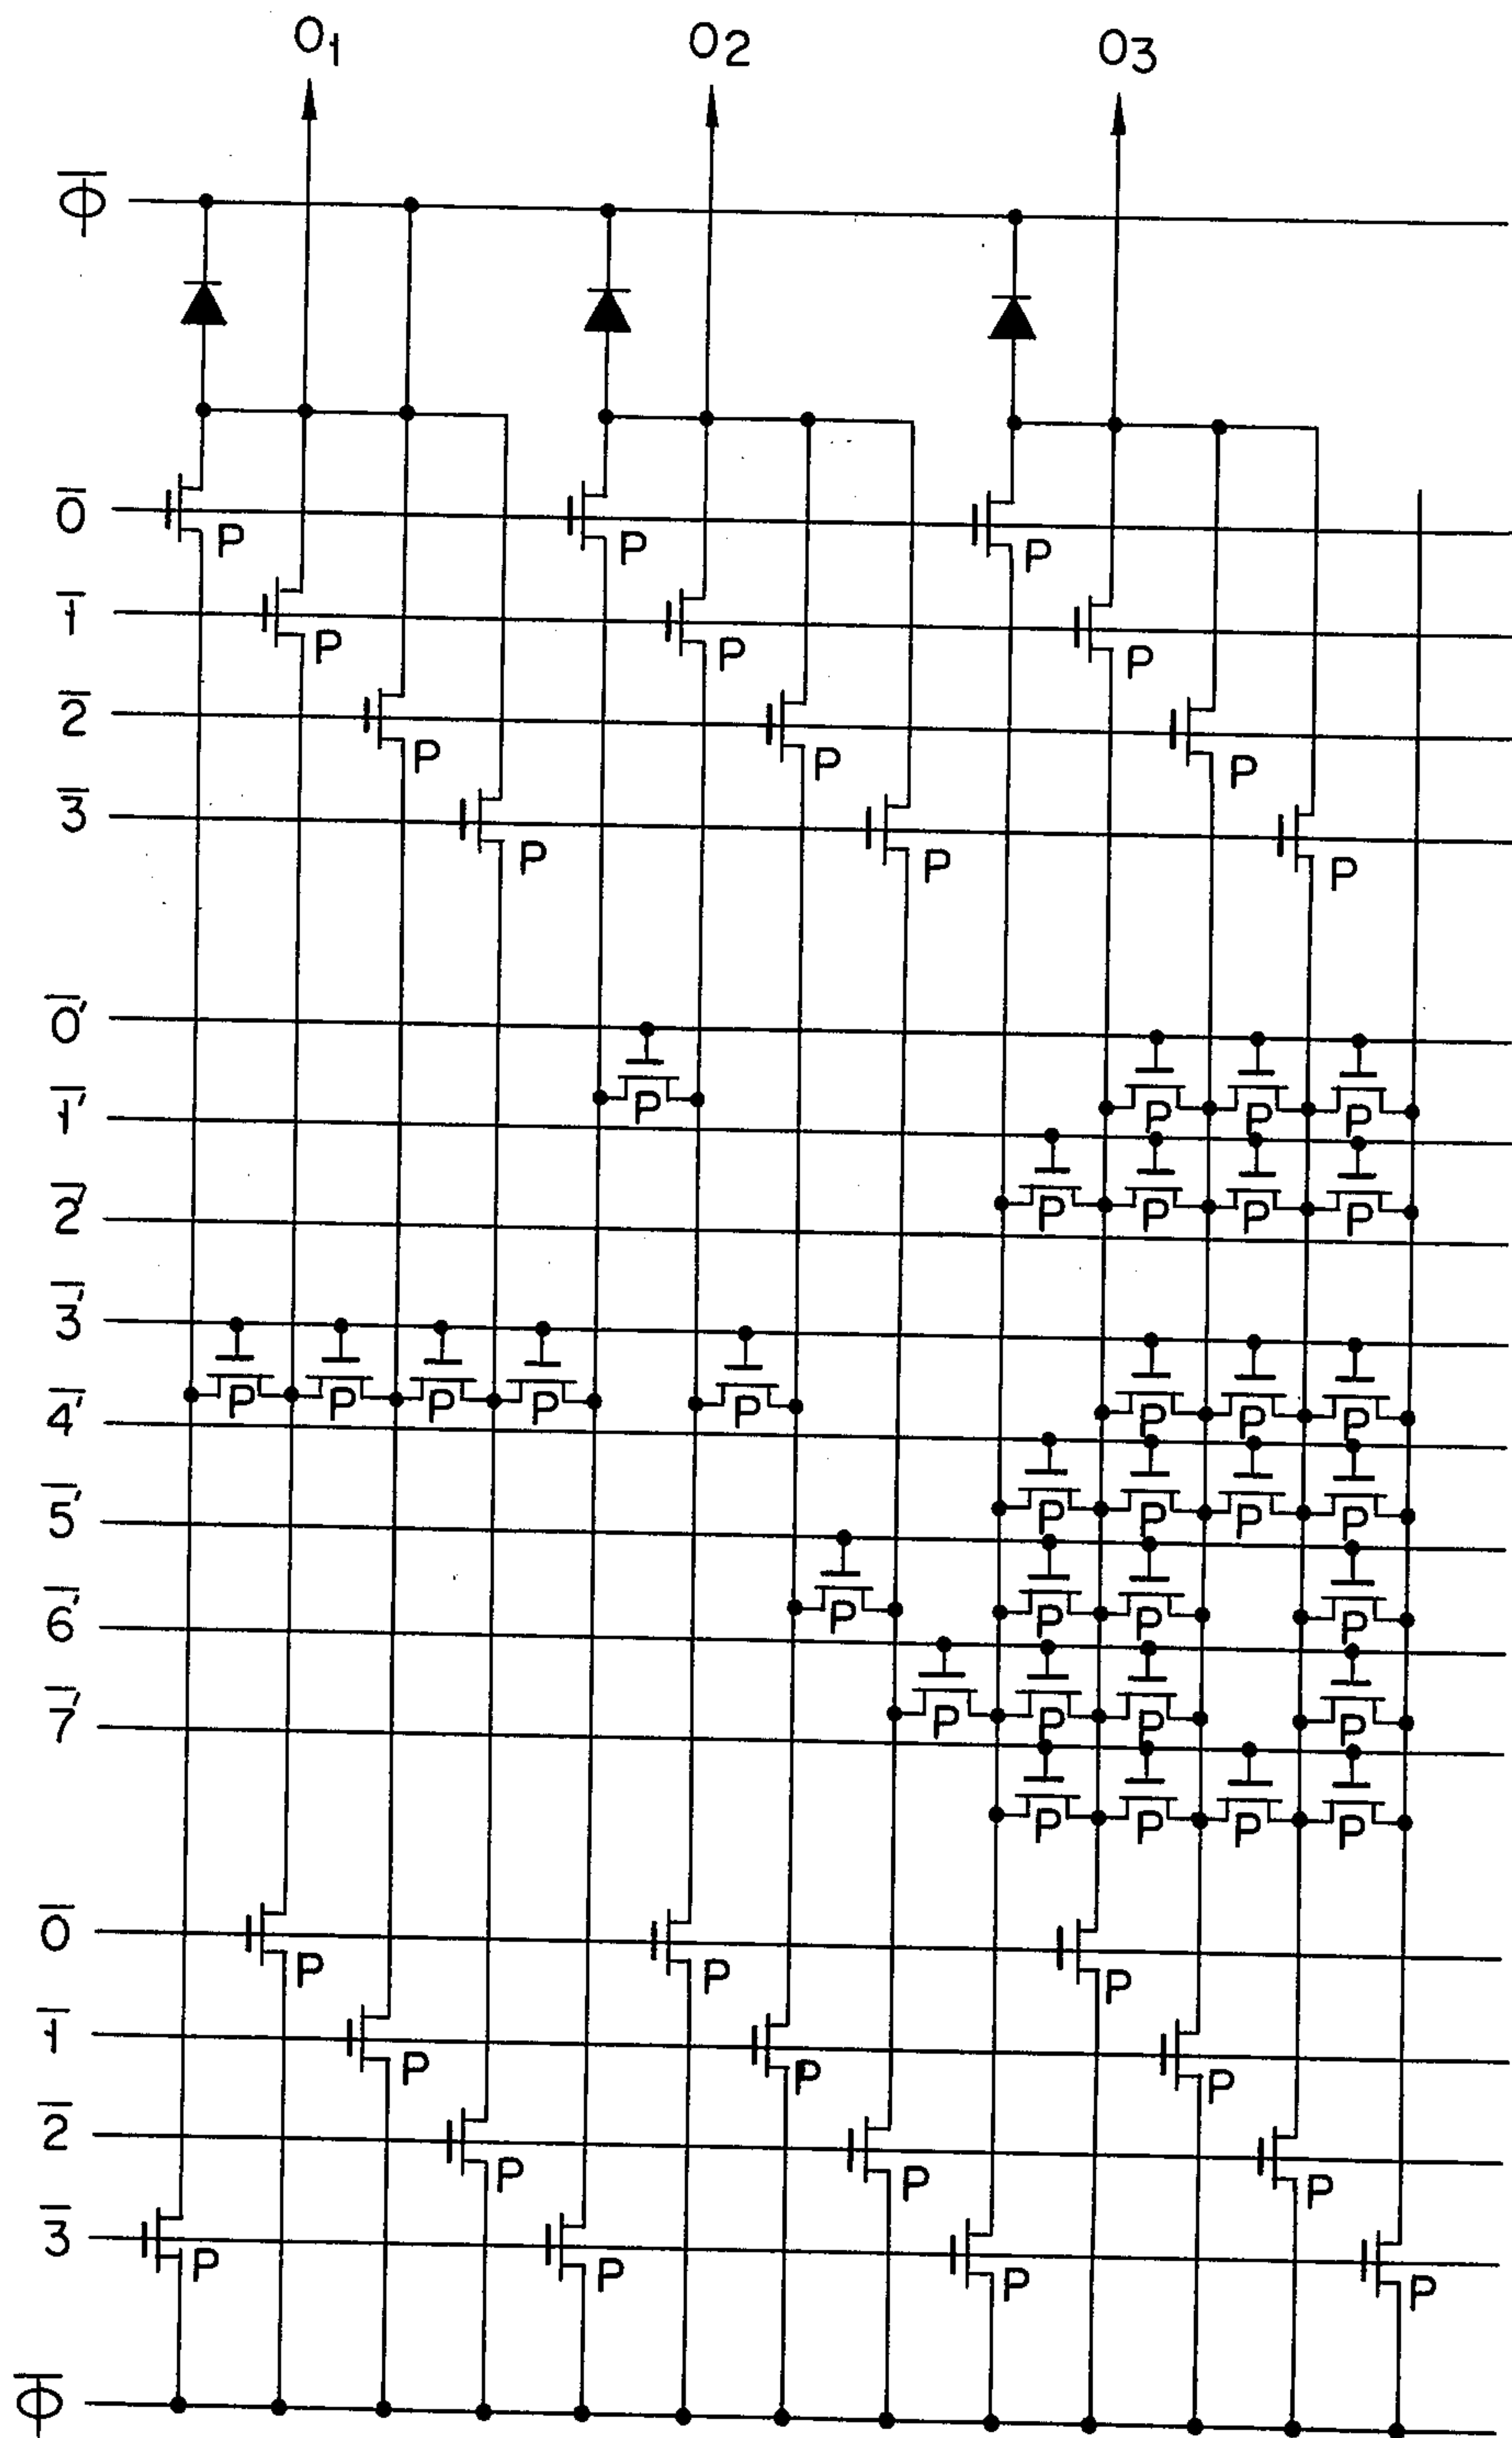 O₁ O₂ O₃
Φ̅
0̅ P P P
1̅ P P P
2̅ P P P
3̅ P P P
0̅'
P P P P
1̅'
P P P P
2̅'
3̅'
P P P P P P P P
4̅'
P P P P
5̅'
P P P P
6̅'
P P P P
7̅'
P P P P
0̅ P P P
1̅ P P P
2̅ P P P
3̅ P P P P
Φ̅